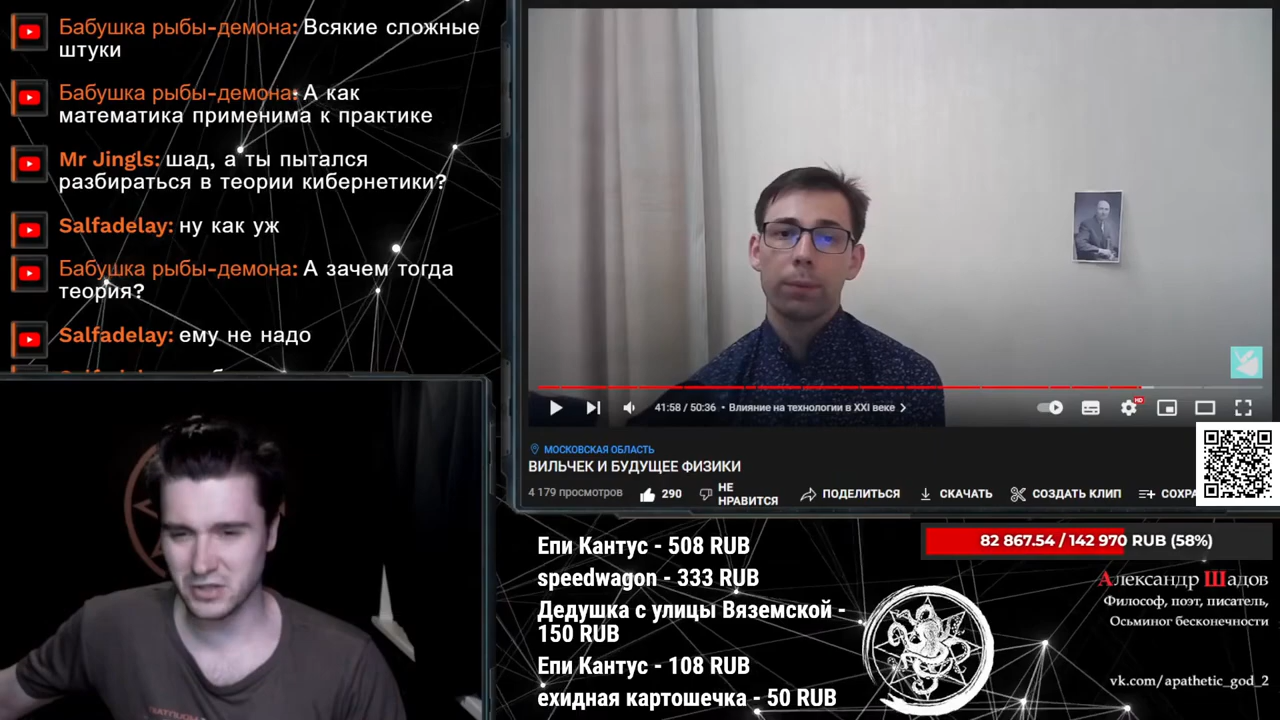 Бабушка рыбы-демона: Всякие сложные
штуки
Бабушка рыбы-демона: А как
математика применима к практике
Mr Jingls: шад, а ты пытался
разбираться в теории кибернетики?
Salfadelay: ну как уж
Бабушка рыбы-демона: А зачем тогда
теория?
Salfadelay: ему не надо
41:58 / 50:36 • Влияние на технологии в XXI веке
HD
МОСКОВСКАЯ ОБЛАСТЬ
ВИЛЬЧЕК И БУДУЩЕЕ ФИЗИКИ
4 179 просмотров
290
НЕ
НРАВИТСЯ
ПОДЕЛИТЬСЯ
СКАЧАТЬ
СОЗДАТЬ КЛИП
СОХРА
Епи Кантус - 508 RUB
speedwagon - 333 RUB
Дедушка с улицы Вяземской -
150 RUB
Епи Кантус - 108 RUB
ехидная картошечка - 50 RUB
82 867.54 / 142 970 RUB (58%)
Александр Шадов
Философ, поэт, писатель,
Осьминог бесконечности
vk.com/apathetic_god_2